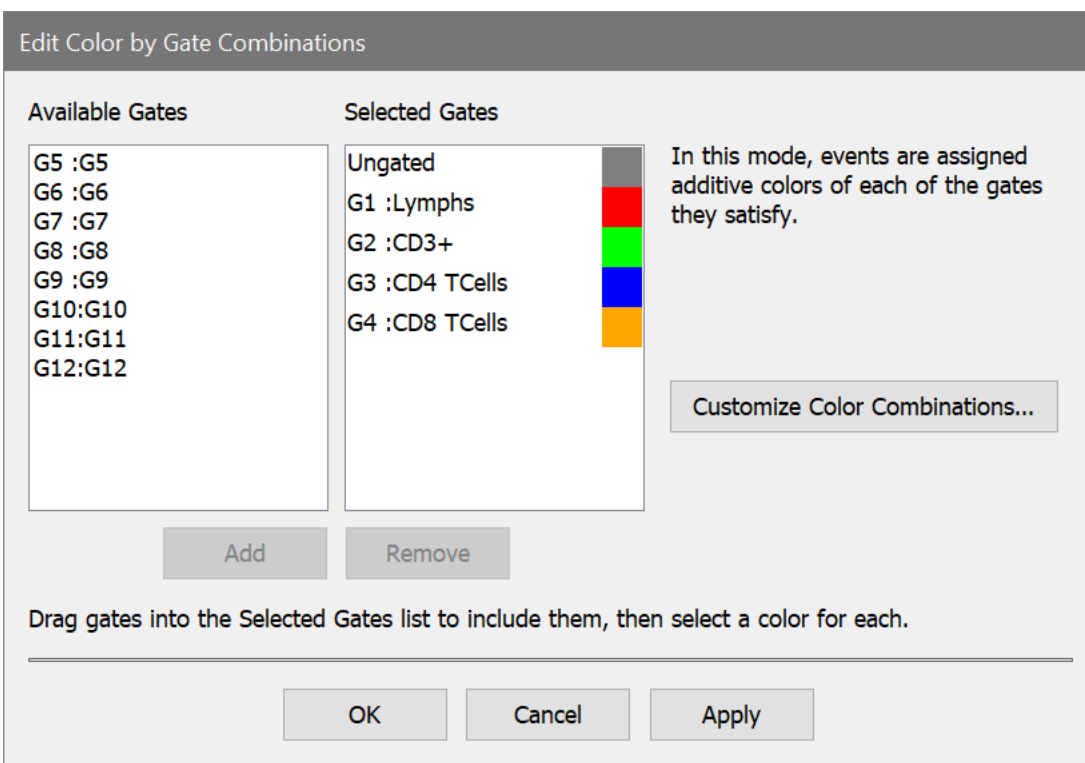 Edit Color by Gate Combinations
Available Gates
G5 :G5
G6 :G6
G7 :G7
G8 :G8
G9 :G9
G10:G10
G11:G11
G12:G12
Selected Gates
Ungated
G1 :Lymphs
G2 :CD3+
G3 :CD4 TCells
G4 :CD8 TCells
In this mode, events are assigned
additive colors of each of the gates
they satisfy.
Customize Color Combinations...
Add
Remove
Drag gates into the Selected Gates list to include them, then select a color for each.
OK
Cancel
Apply